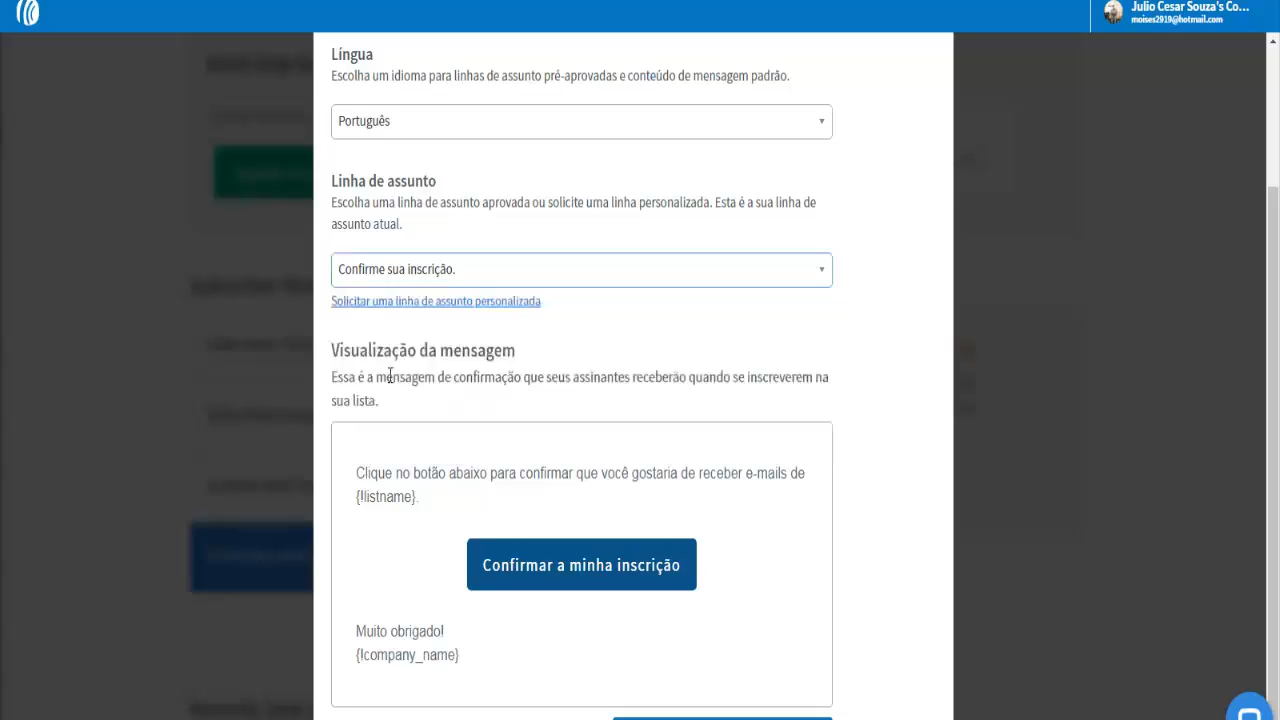 Julio Cesar Souza's Co...
moises2919@hotmail.com
Língua
Escolha um idioma para linhas de assunto pré-aprovadas e conteúdo de mensagem padrão.
Português
Linha de assunto
Escolha uma linha de assunto aprovada ou solicite uma linha personalizada. Esta é a sua linha de
assunto atual.
Confirme sua inscrição.
Solicitar uma linha de assunto personalizada
Visualização da mensagem
Essa é a mensagem de confirmação que seus assinantes receberão quando se inscreverem na
sua lista.
Clique no botão abaixo para confirmar que você gostaria de receber e-mails de
{!listname}.
Confirmar a minha inscrição
Muito obrigado!
{!company_name}